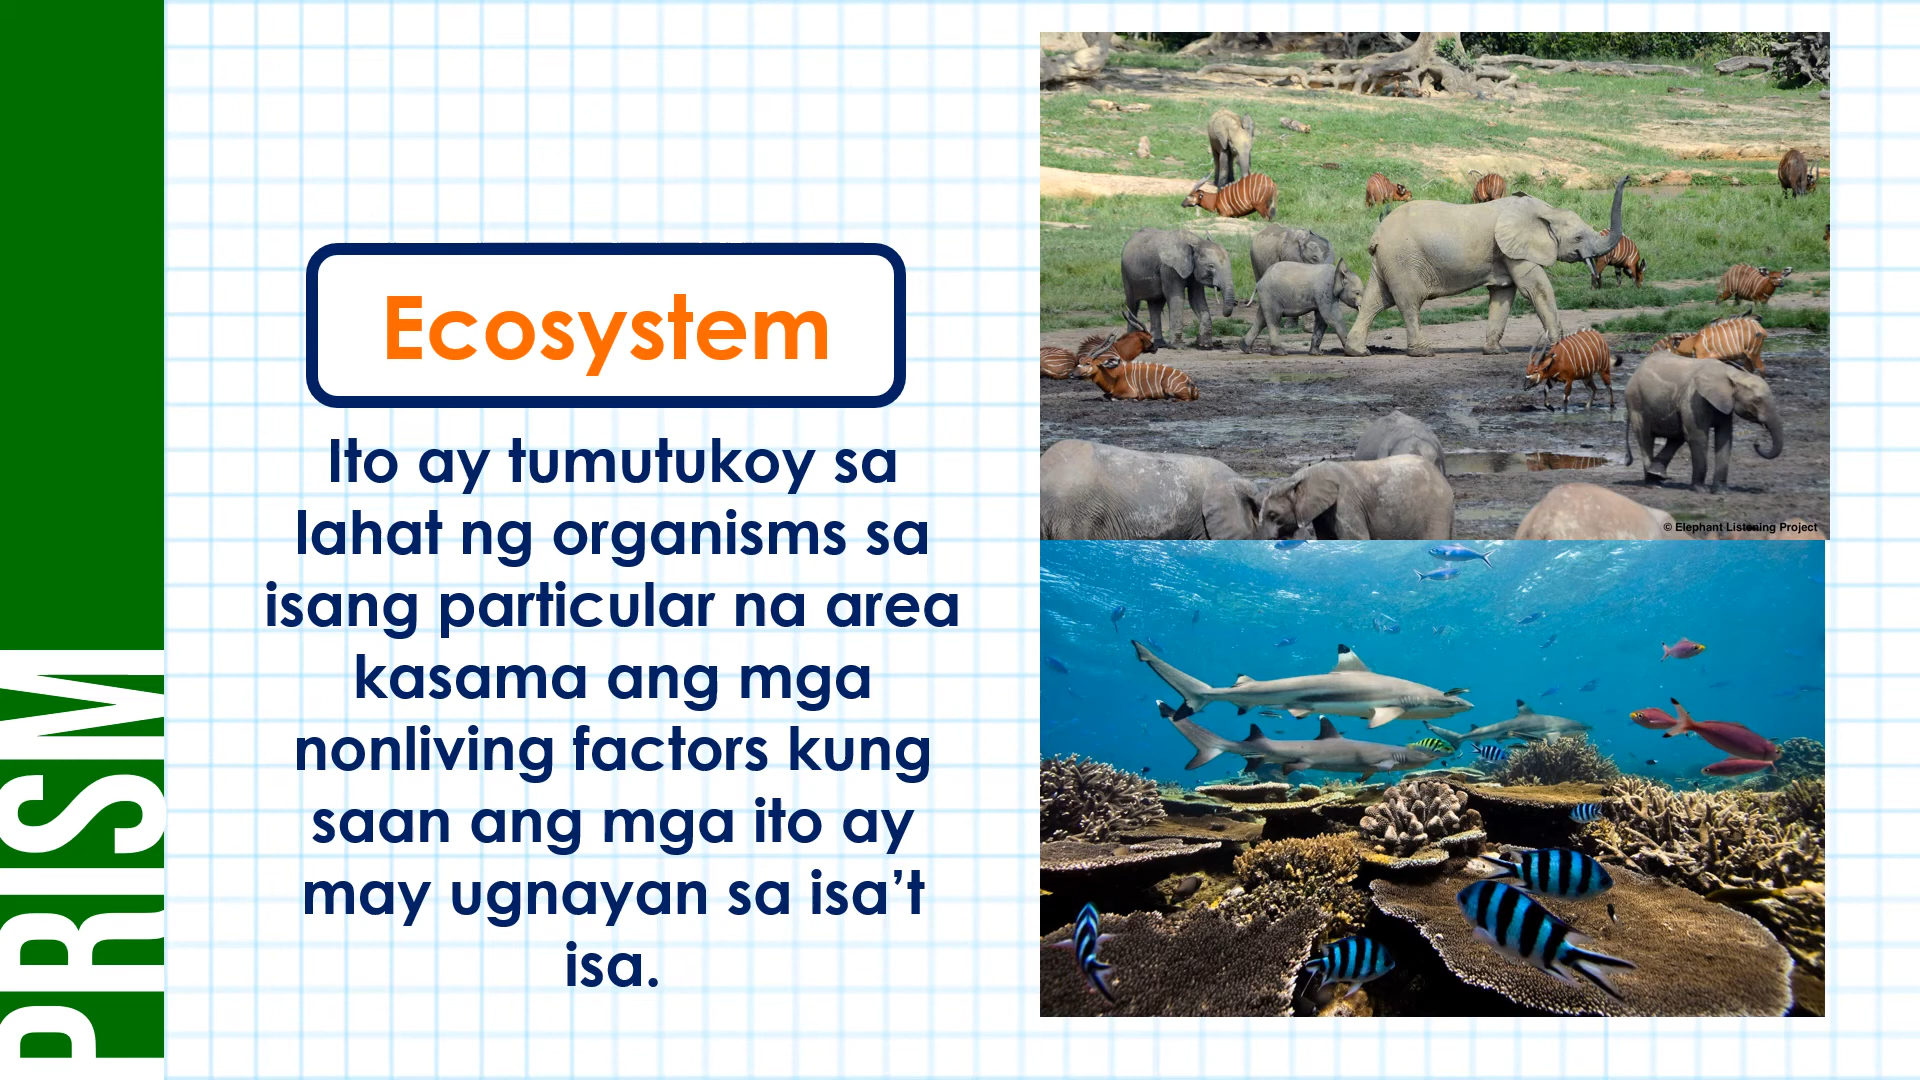 PRISM
Ecosystem
Ito ay tumutukoy sa
lahat ng organisms sa
isang particular na area
kasama ang mga
nonliving factors kung
saan ang mga ito ay
may ugnayan sa isa’t
isa.
© Elephant Listening Project